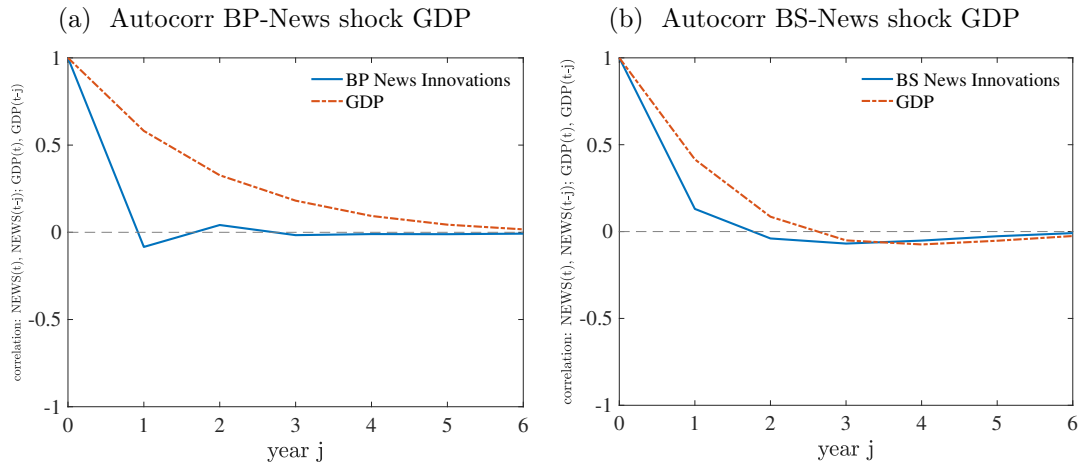 (a) Autocorr BP-News shock GDP
correlation: NEWS(t), NEWS(t-j); GDP(t), GDP(t-j)
1
0.5
0
-0.5
-1
BP News Innovations
GDP
0 1 2 3 4 5 6
year j
(b) Autocorr BS-News shock GDP
correlation: NEWS(t), NEWS(t-j); GDP(t), GDP(t-j)
1
0.5
0
-0.5
-1
BS News Innovations
GDP
0 1 2 3 4 5 6
year j